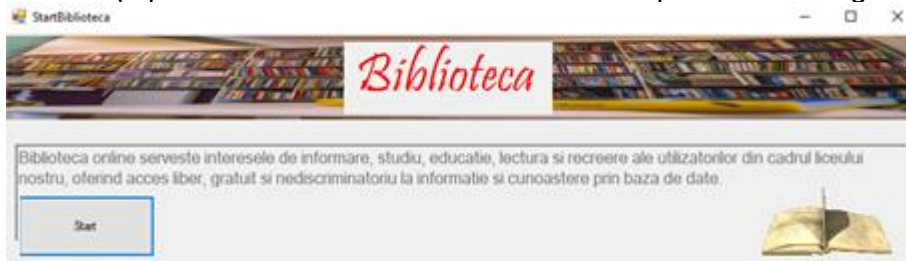 StartBiblioteca
Biblioteca
Biblioteca online serveste interesele de informare, studiu, educatie, lectura si recreere ale utilizatorilor din cadrul liceului
nostru, oferind acces liber, gratuit si nediscriminatoriu la informatie si cunoastere prin baza de date.
Start